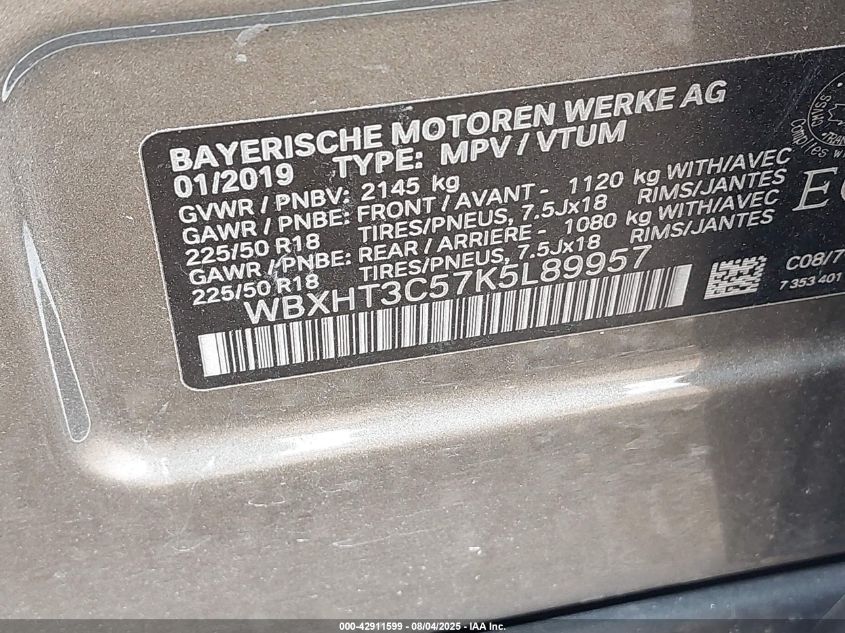 BAYERISCHE MOTOREN WERKE AG
01/2019 TYPE: MPV / VTUM
GVWR / PNBV: 2145 kg
GAWR / PNBE: FRONT / AVANT - 1120 kg WITH/AVEC
225/50 R18 TIRES/PNEUS, 7.5Jx18 RIMS/JANTES
GAWR / PNBE: REAR / ARRIERE - 1080 kg WITH/AVEC
225/50 R18 TIRES/PNEUS, 7.5Jx18 RIMS/JANTES
WBXHT3C57K5L89957
C08/7
7 353 401
000-42911599 - 08/04/2025 - IAA Inc.